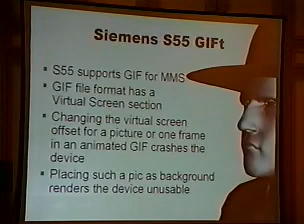 Siemens S55 GIFt
▪ S55 supports GIF for MMS
▪ GIF file format has a
Virtual Screen section
▪ Changing the virtual screen
offset for a picture or one frame
in an animated GIF crashes the
device
▪ Placing such a pic as background
renders the device unusable